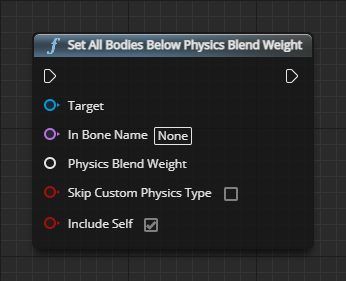 Set All Bodies Below Physics Blend Weight
Target
In Bone Name None
Physics Blend Weight
Skip Custom Physics Type
Include Self